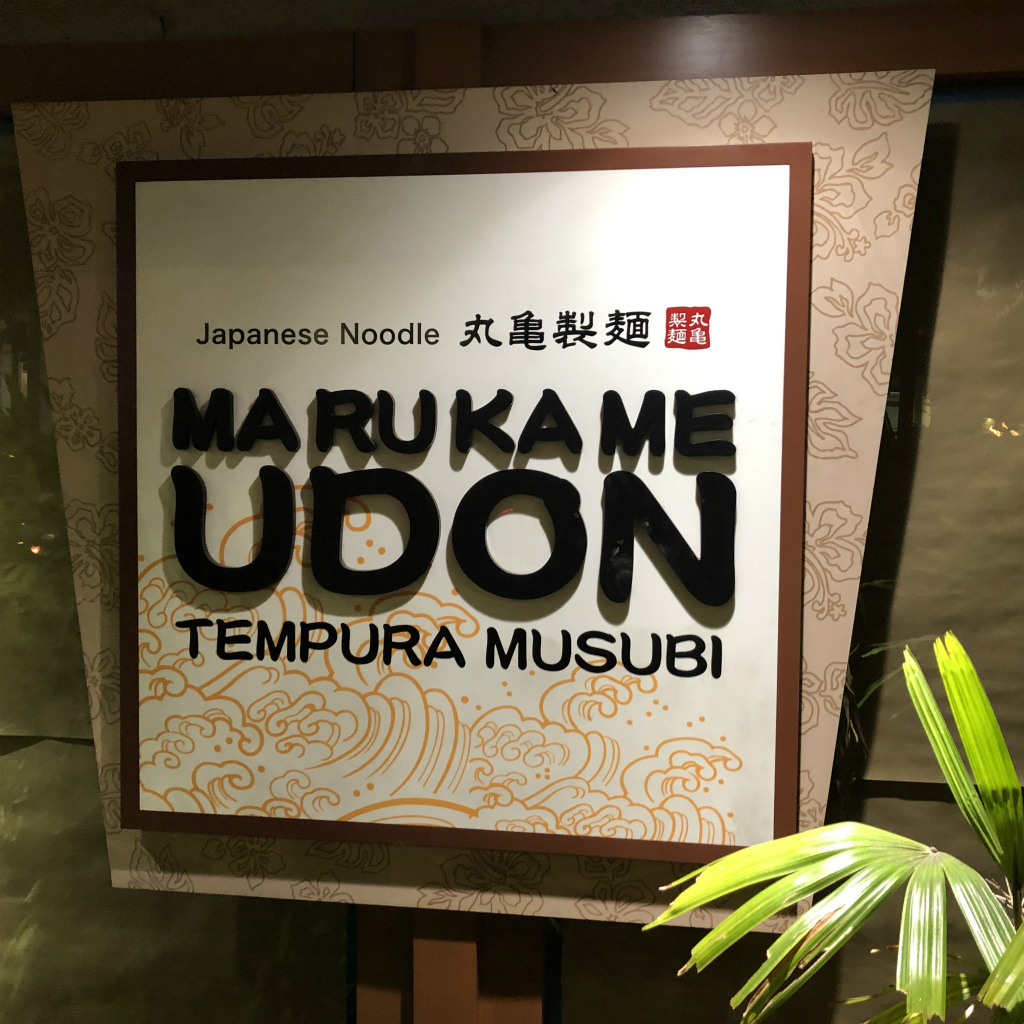 Japanese Noodle 丸亀製麺 丸亀製麺
MARUKAME
UDON
TEMPURA MUSUBI